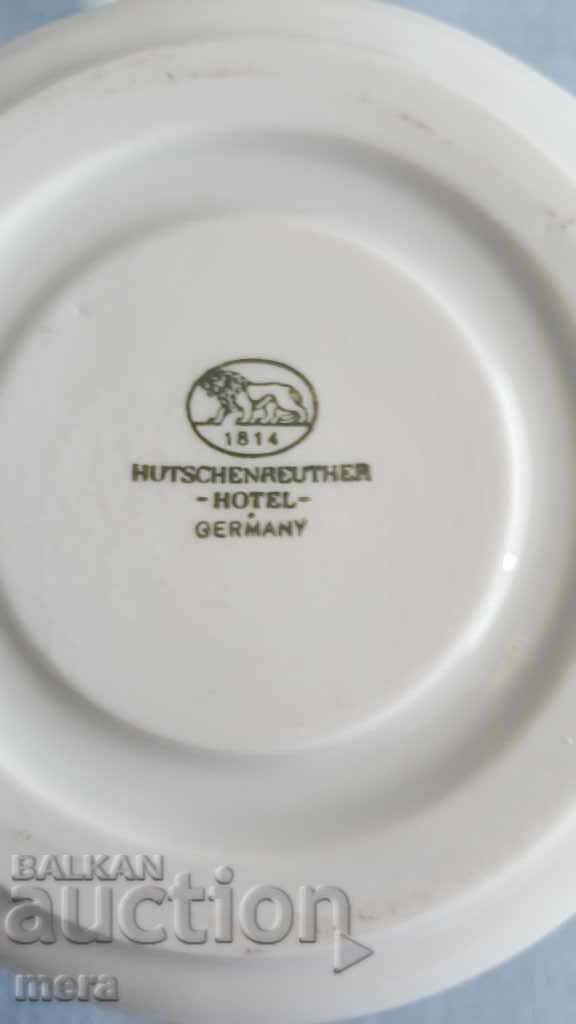 1814
HUTSCHENREUTHER
- HOTEL -
GERMANY
BALKAN
auction
mera